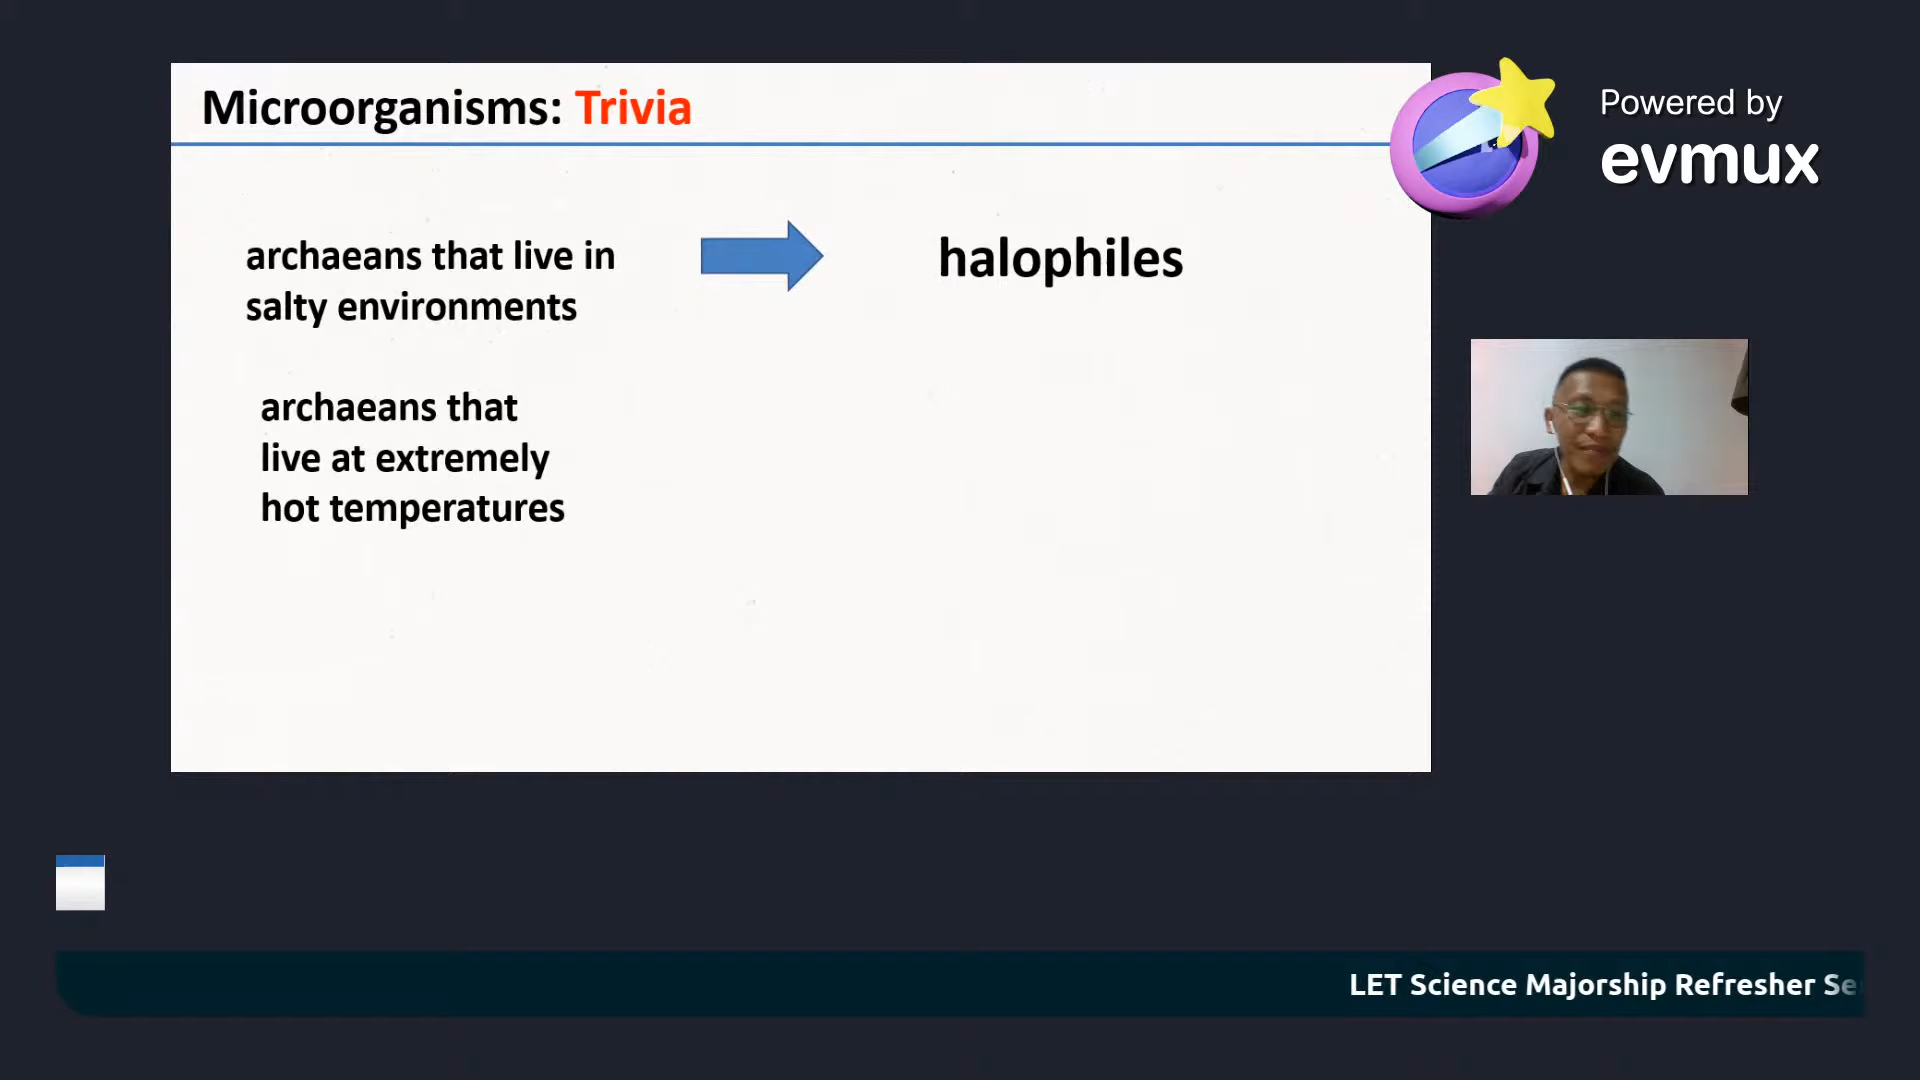 Microorganisms: Trivia
Powered by
evmux
archaeans that live in
salty environments
halophiles
archaeans that
live at extremely
hot temperatures
LET Science Majorship Refresher Se